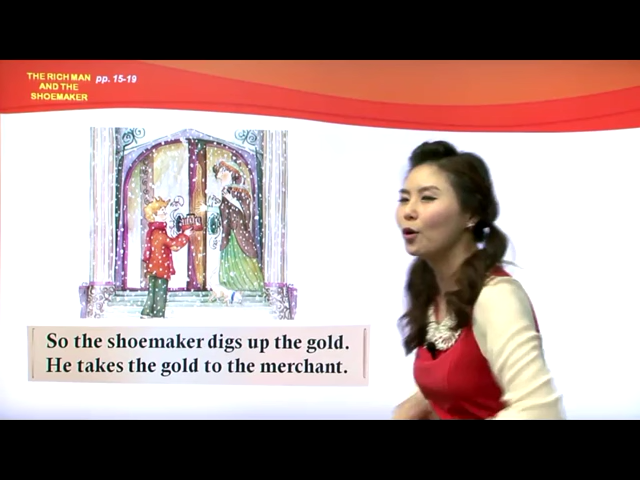 THE RICH MAN
AND THE
SHOEMAKER
pp. 15-19
So the shoemaker digs up the gold.
He takes the gold to the merchant.